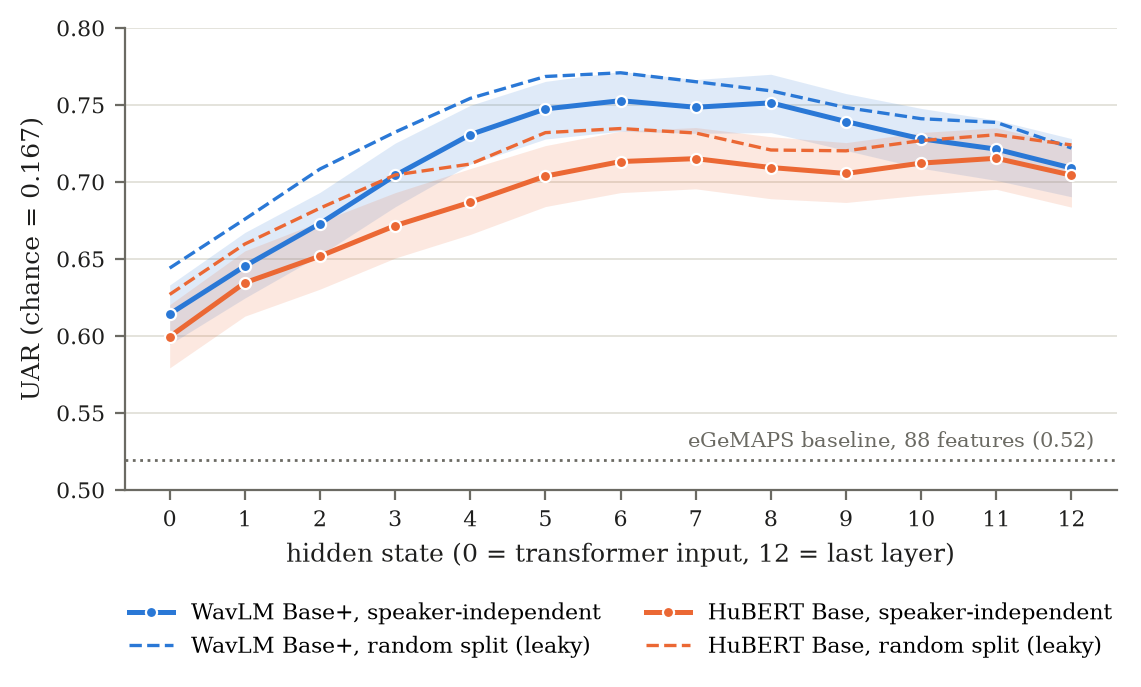 0.80
0.75
0.70
0.65
0.60
0.55
0.50
UAR (chance = 0.167)
eGeMAPS baseline, 88 features (0.52)
0 1 2 3 4 5 6 7 8 9 10 11 12
hidden state (0 = transformer input, 12 = last layer)
WavLM Base+, speaker-independent
HuBERT Base, speaker-independent
WavLM Base+, random split (leaky)
HuBERT Base, random split (leaky)